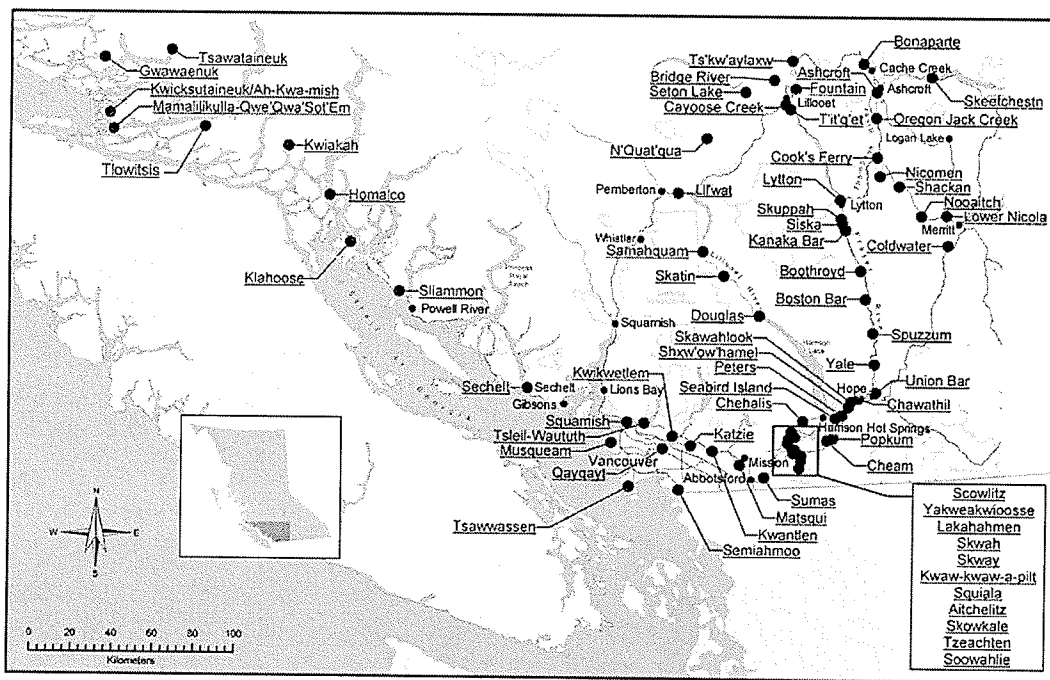 Tsawataineuk
Gwawaenuk
Kwicksutaineuk/Ah-Kwa-mish
Mamalilikulla-Qwe'Qwa'Sot'Em
Tlowitsis
Kwiakah
Homalco
Klahoose
Sliammon
Powell River
Bonaparte
Ts'kw'aylaxw
Cache Creek
Ashcroft
Bridge River
Fountain
Ashcroft
Skeetchestn
Seton Lake
Lillooet
Cayoose Creek
T'it'q'et
Oregon Jack Creek
Logan Lake
N'Quat'qua
Cook's Ferry
Nicomen
Shackan
Pemberton
Lil'wat
Lytton
Lytton
Nooaitch
Skuppah
Lower Nicola
Siska
Merritt
Kanaka Bar
Whistler
Coldwater
Samahquam
Skatin
Boothroyd
Boston Bar
Douglas
Squamish
Skawahlook
Spuzzum
Shxw'ow'hamel
Peters
Yale
Kwikwetlem
Seabird Island
Hope
Union Bar
Sechelt
Sechelt
Lions Bay
Chehalis
Chawathil
Gibsons
Squamish
Harrison Hot Springs
Tsleil-Waututh
Katzie
Popkum
Musqueam
Vancouver
Mission
Cheam
Qayqayt
Abbotsford
Sumas
Tsawwassen
Matsqui
Kwantlen
Semiahmoo
Scowlitz
Yakweakwioosse
Lakahahmen
Skwah
Skway
Kwaw-kwaw-a-pilt
Squiala
Aitchelitz
Skowkale
Tzeachten
Soowahlie
N
W E
S
0 20 40 60 80 100
Kilometers